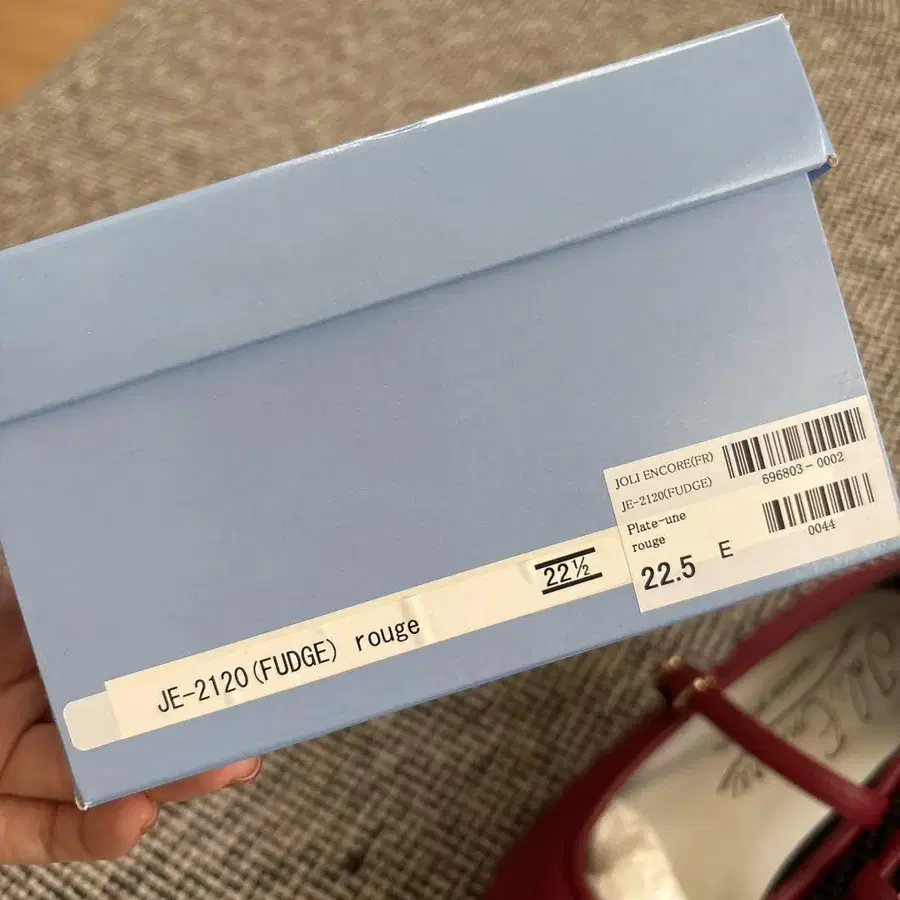 JOLI ENCORE(FR)
JE-2120(FUDGE)
696803-0002
Plate-une
rouge
0044
22.5 E
JE-2120(FUDGE) rouge
22½